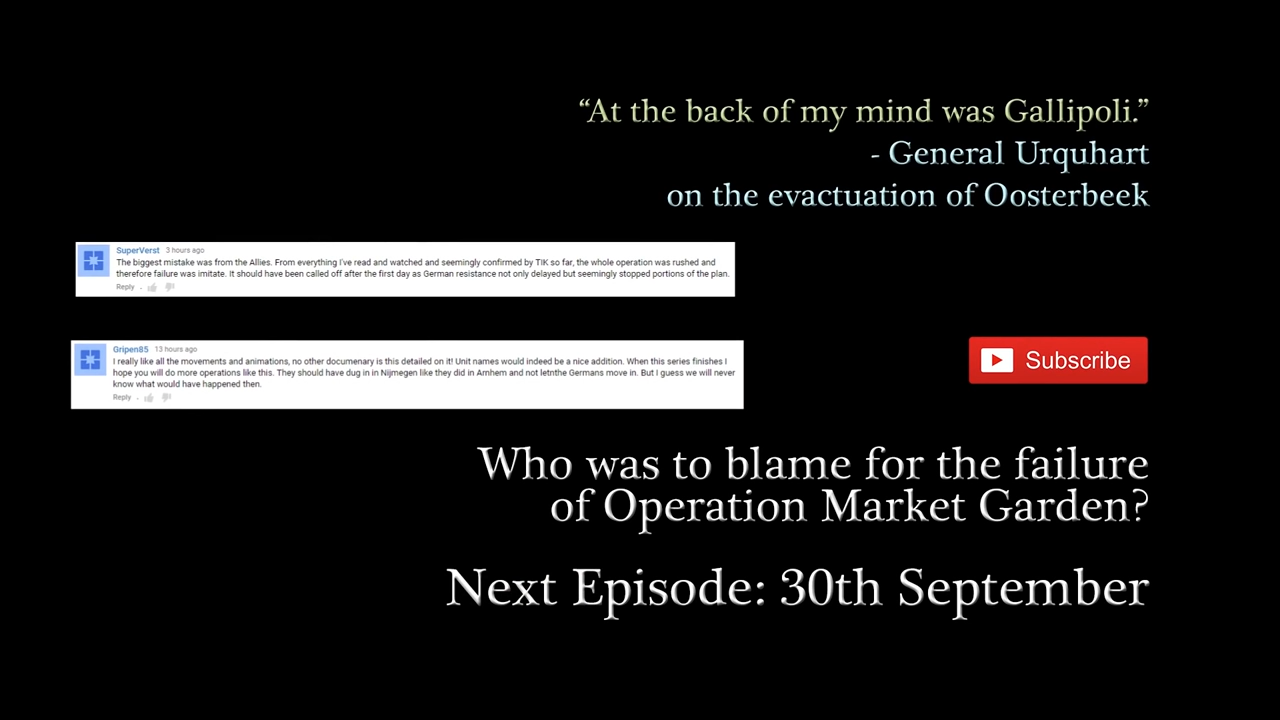 “At the back of my mind was Gallipoli.”
- General Urquhart
on the evactuation of Oosterbeek
SuperVerst 3 hours ago
The biggest mistake was from the Allies. From everything I've read and watched and seemingly confirmed by TIK so far, the whole operation was rushed and
therefore failure was imitate. It should have been called off after the first day as German resistance not only delayed but seemingly stopped portions of the plan.
Reply
Gripen85 13 hours ago
I really like all the movements and animations, no other documenary is this detailed on it! Unit names would indeed be a nice addition. When this series finishes I
hope you will do more operations like this. They should have dug in in Nijmegen like they did in Arnhem and not letnthe Germans move in. But I guess we will never
know what would have happened then.
Reply
Subscribe
Who was to blame for the failure
of Operation Market Garden?
Next Episode: 30th September